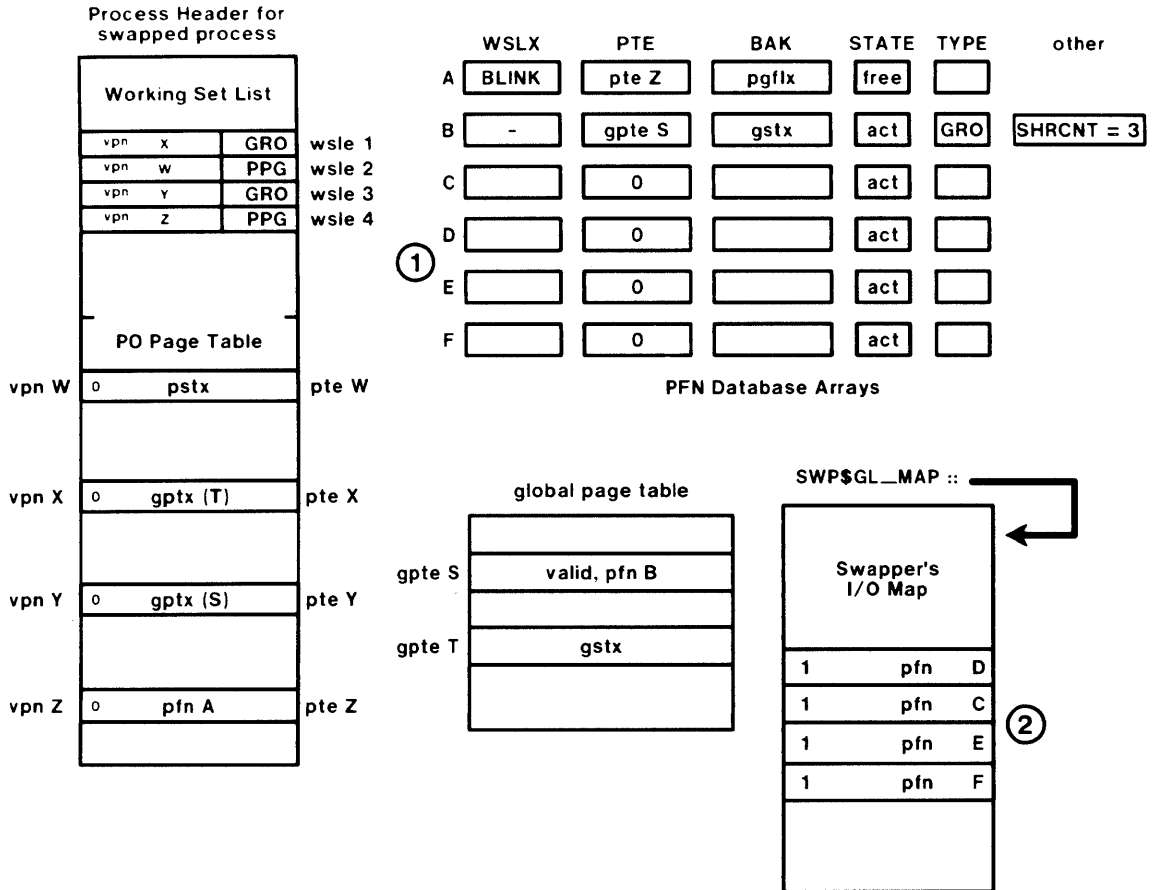 Process Header for
swapped process
Working Set List
vpn X GRO wsle 1
vpn W PPG wsle 2
vpn Y GRO wsle 3
vpn Z PPG wsle 4
PO Page Table
vpn W 0 pstx pte W
vpn X 0 gptx (T) pte X
vpn Y 0 gptx (S) pte Y
vpn Z 0 pfn A pte Z
WSLX PTE BAK STATE TYPE other
A BLINK pte Z pgflx free
B - gpte S gstx act GRO SHRCNT = 3
C 0 act
D 0 act
1
E 0 act
F 0 act
PFN Database Arrays
global page table
gpte S valid, pfn B
gpte T gstx
SWP$GL_MAP ::
Swapper's
I/O Map
1 pfn D
1 pfn C
2
1 pfn E
1 pfn F